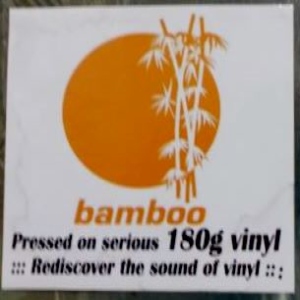 bamboo
Pressed on serious 180g vinyl
::: Rediscover the sound of vinyl :::